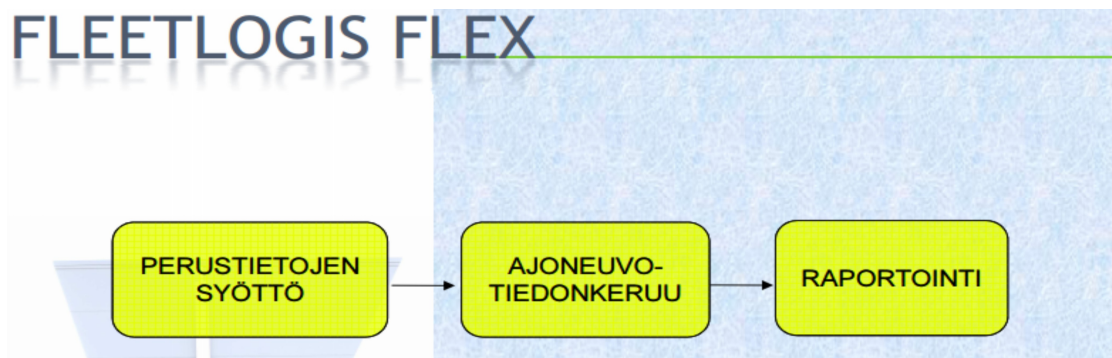 FLEETLOGIS FLEX
PERUSTIETOJEN
SYÖTTÖ
AJONEUVO-
TIEDONKERUU
RAPORTOINTI